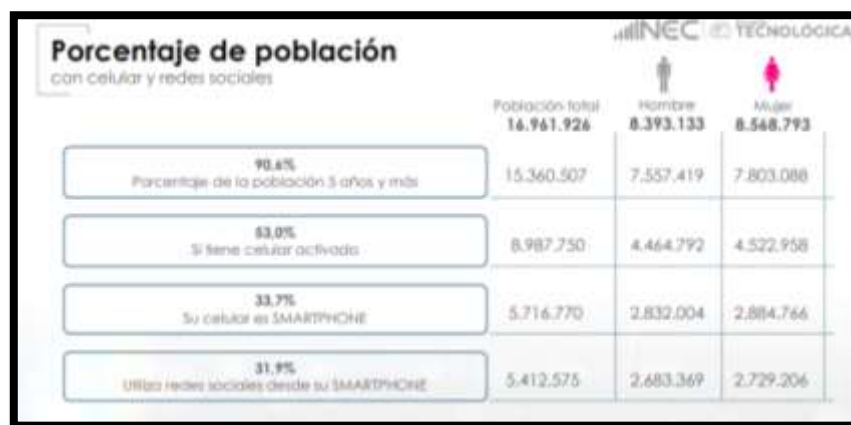 INEC TECNOLÓGICA
Porcentaje de población
con celular y redes sociales
Población total Hombre Mujer
16.961.926 8.393.133 8.568.793
90,6%
Porcentaje de la población 5 años y más 15.360.507 7.557.419 7.803.088
53,0%
Si tiene celular activado 8.987.750 4.464.792 4.522.958
33,7%
Su celular es SMARTPHONE 5.716.770 2.832.004 2.884.766
31,9%
Utiliza redes sociales desde su SMARTPHONE 5.412.575 2.683.369 2.729.206